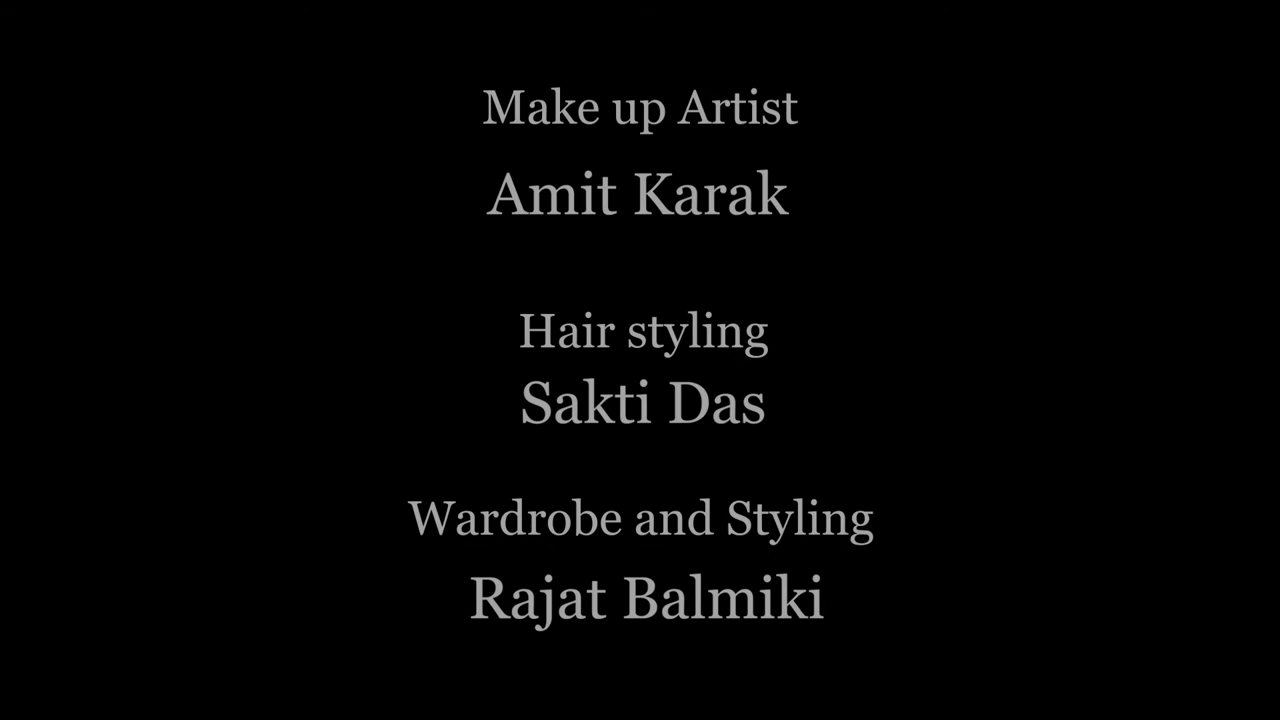 Make up Artist
Amit Karak
Hair styling
Sakti Das
Wardrobe and Styling
Rajat Balmiki